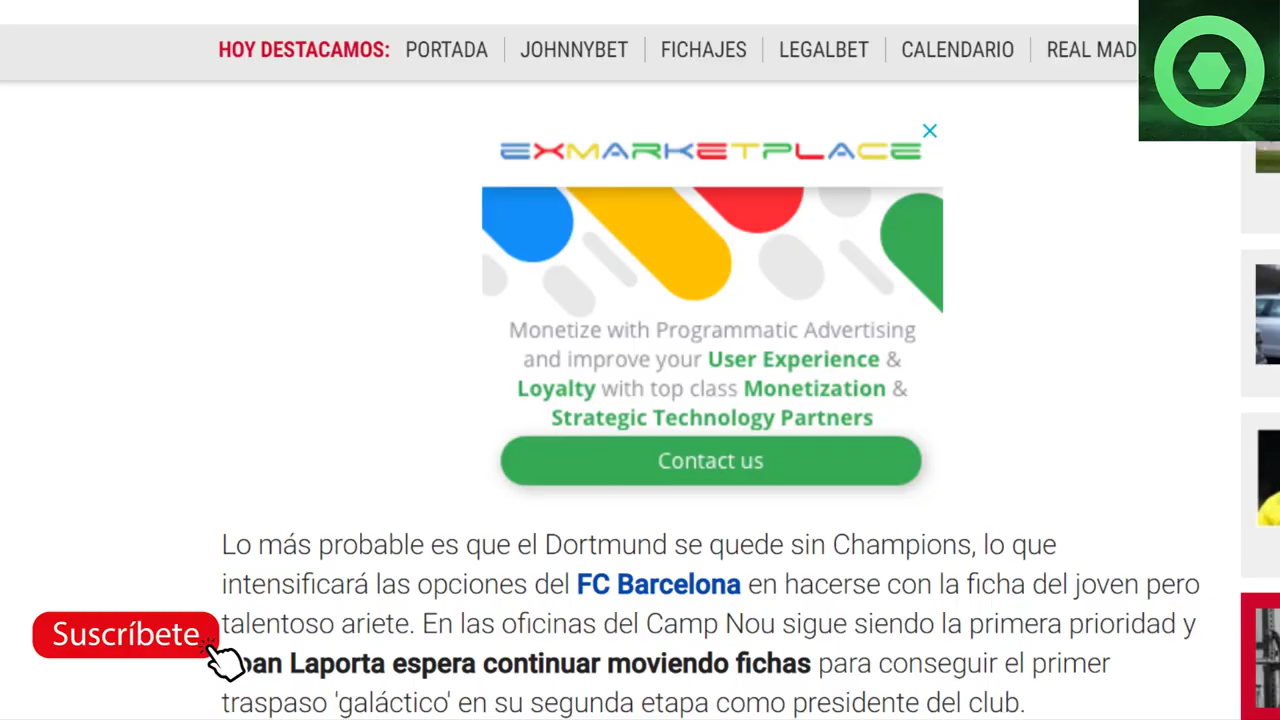 HOY DESTACAMOS: PORTADA JOHNNYBET FICHAJES LEGALBET CALENDARIO REAL MAD
EXMARKETPLACE
Monetize with Programmatic Advertising
and improve your User Experience &
Loyalty with top class Monetization &
Strategic Technology Partners
Contact us
Lo más probable es que el Dortmund se quede sin Champions, lo que
intensificará las opciones del FC Barcelona en hacerse con la ficha del joven pero
talentoso ariete. En las oficinas del Camp Nou sigue siendo la primera prioridad y
Suscríbete
oan Laporta espera continuar moviendo fichas para conseguir el primer
traspaso 'galáctico' en su segunda etapa como presidente del club.